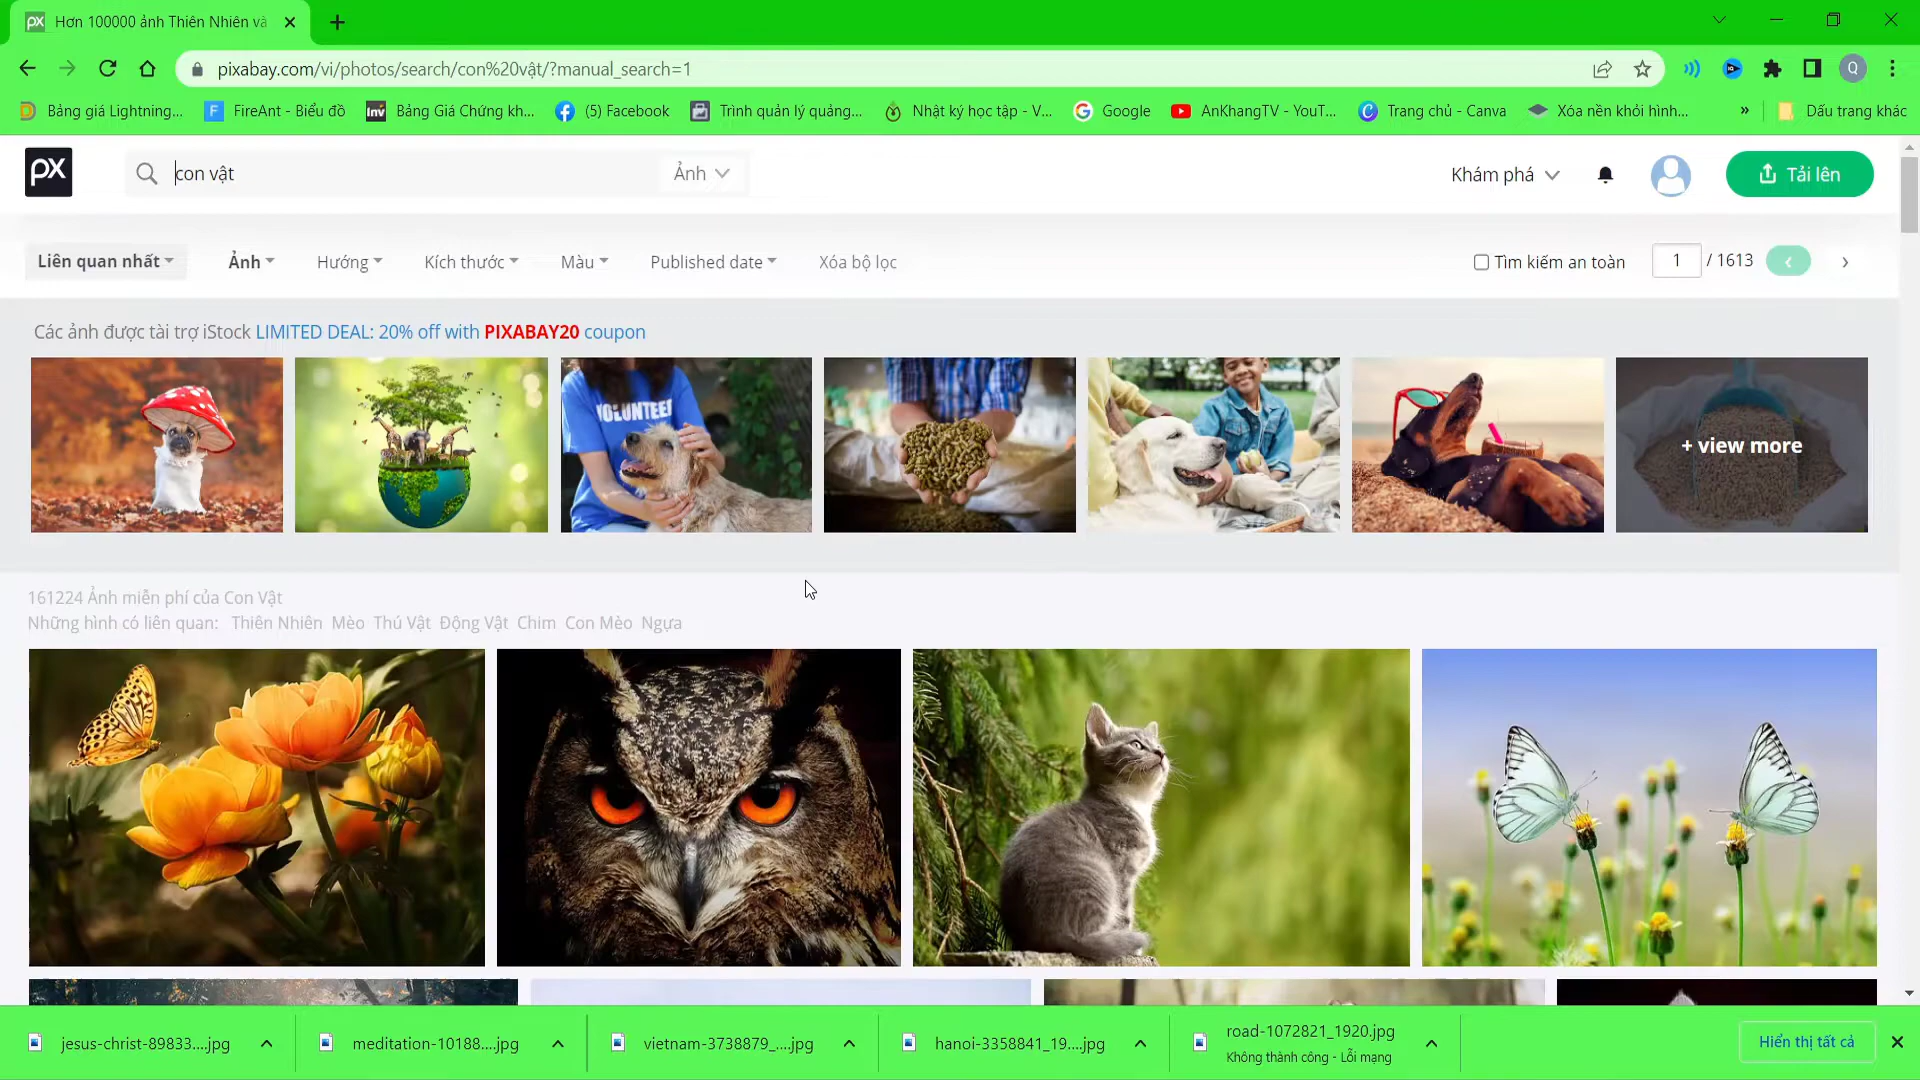 px Hơn 100000 ảnh Thiên Nhiên và
pixabay.com/vi/photos/search/con%20vật/?manual_search=1
Q
Bảng giá Lightning... FireAnt - Biểu đồ Inv Bảng Giá Chứng kh... (5) Facebook Trình quản lý quảng... Nhật ký học tập - V... Google AnKhangTV - YouT... Trang chủ - Canva Xóa nền khỏi hình... » Dấu trang khác
px con vật Ảnh Khám phá Tải lên
Liên quan nhất Ảnh Hướng Kích thước Màu Published date Xóa bộ lọc Tìm kiếm an toàn 1 / 1613 ‹ ›
Các ảnh được tài trợ iStock LIMITED DEAL: 20% off with PIXABAY20 coupon
VOLUNTEER
+ view more
161224 Ảnh miễn phí của Con Vật
Những hình có liên quan: Thiên Nhiên Mèo Thú Vật Động Vật Chim Con Mèo Ngựa
jesus-christ-89833....jpg meditation-10188....jpg vietnam-3738879_....jpg hanoi-3358841_19....jpg road-1072821_1920.jpg Hiển thị tất cả
Không thành công - Lỗi mạng